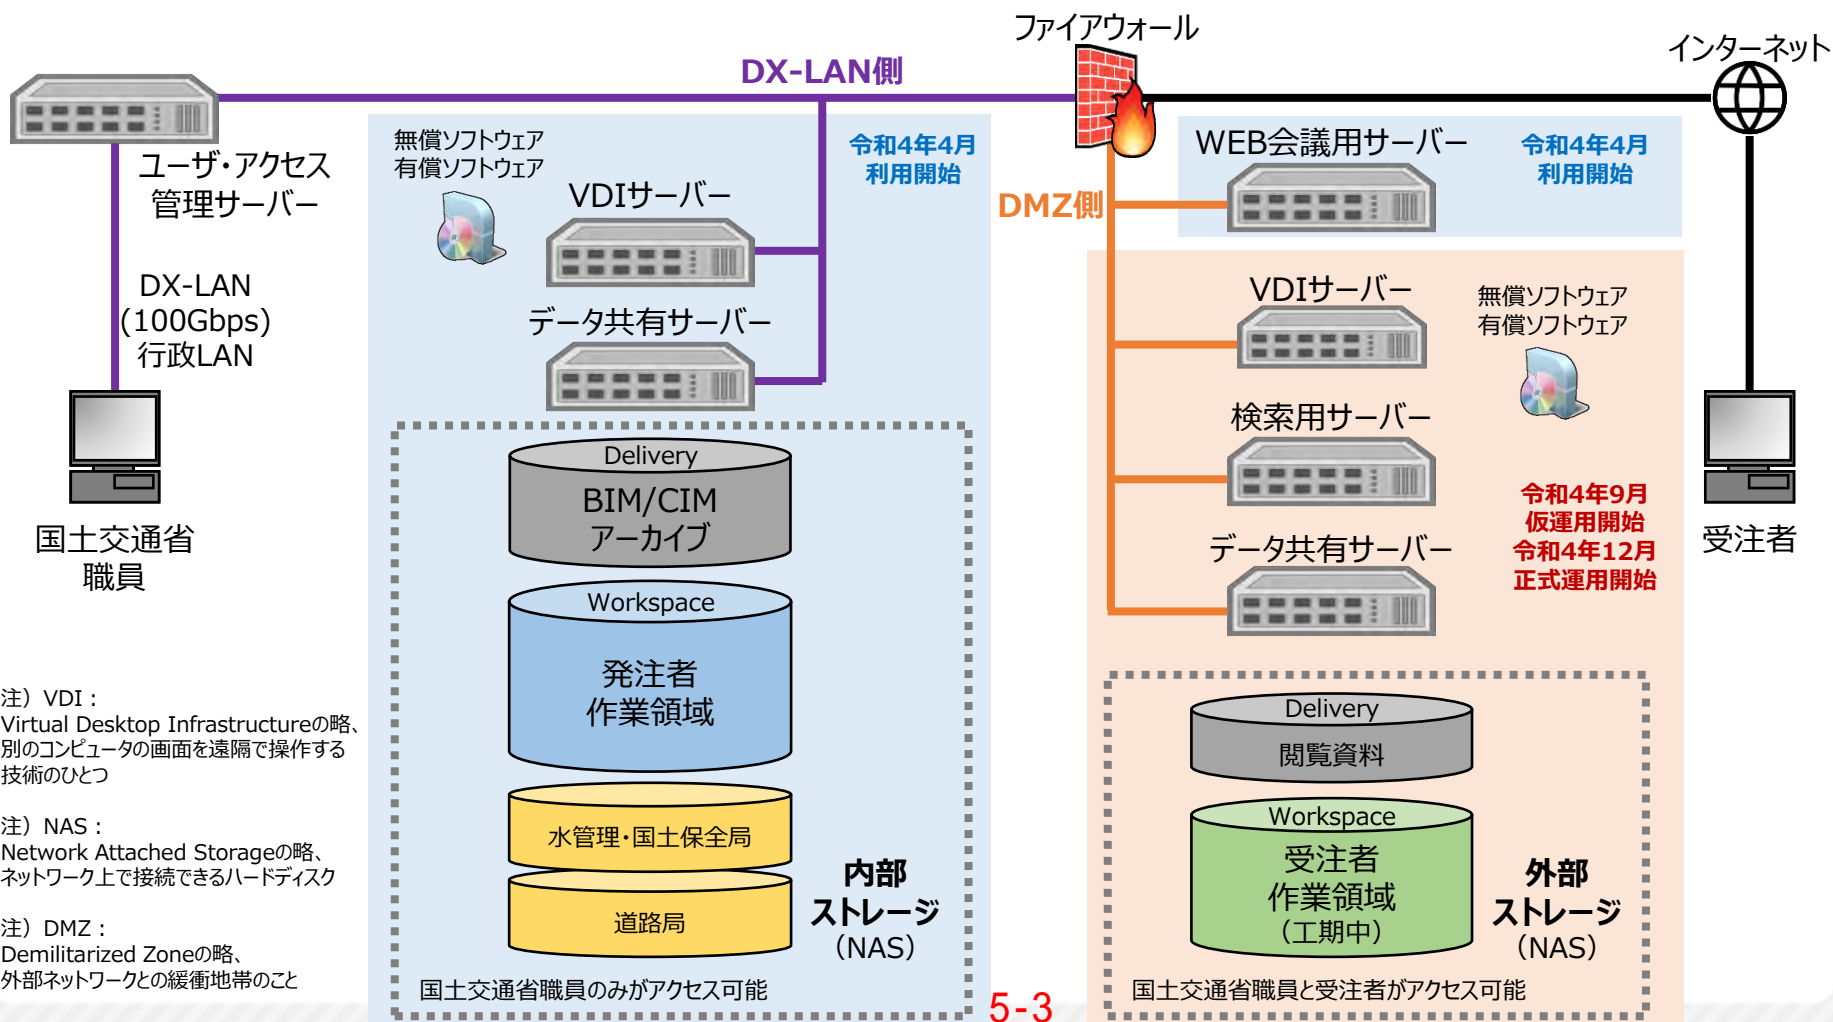 ファイアウォール
インターネット
DX-LAN側
ユーザ・アクセス
管理サーバー
DX-LAN
(100Gbps)
行政LAN
国土交通省
職員
無償ソフトウェア
有償ソフトウェア
令和4年4月
利用開始
VDIサーバー
データ共有サーバー
Delivery
BIM/CIM
アーカイブ
Workspace
発注者
作業領域
水管理・国土保全局
道路局
内部
ストレージ
（NAS）
国土交通省職員のみがアクセス可能
DMZ側
WEB会議用サーバー
令和4年4月
利用開始
VDIサーバー
無償ソフトウェア
有償ソフトウェア
検索用サーバー
データ共有サーバー
令和4年9月
仮運用開始
令和4年12月
正式運用開始
受注者
Delivery
閲覧資料
Workspace
受注者
作業領域
（工期中）
外部
ストレージ
（NAS）
国土交通省職員と受注者がアクセス可能
注）VDI：
Virtual Desktop Infrastructureの略、
別のコンピュータの画面を遠隔で操作する
技術のひとつ
注）NAS：
Network Attached Storageの略、
ネットワーク上で接続できるハードディスク
注）DMZ：
Demilitarized Zoneの略、
外部ネットワークとの緩衝地帯のこと
5-3